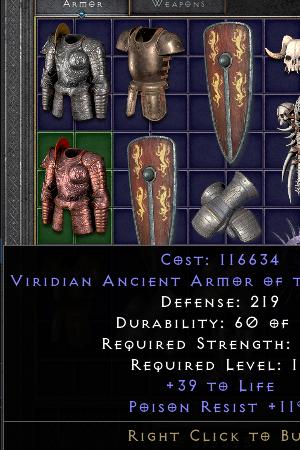 Armor Weapons
Cost: 116634
Viridian Ancient Armor of
Defense: 219
Durability: 60 of
Required Strength:
Required Level:
+39 to Life
Poison Resist
Right Click to